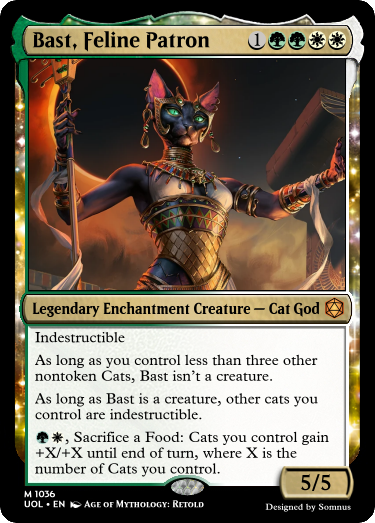 Bast, Feline Patron 1
Legendary Enchantment Creature — Cat God
Indestructible
As long as you control less than three other
nontoken Cats, Bast isn't a creature.
As long as Bast is a creature, other cats you
control are indestructible.
, Sacrifice a Food: Cats you control gain
+X/+X until end of turn, where X is the
number of Cats you control.
5/5
M 1036
UOL • EN Age of Mythology: Retold
Designed by Somnus